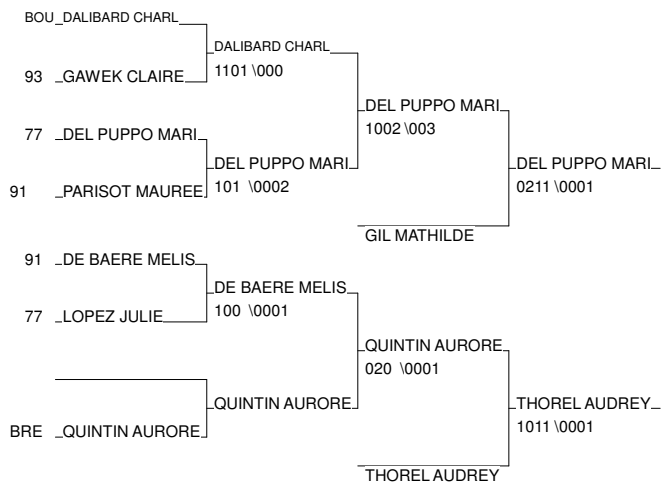 BOU DALIBARD CHARL
DALIBARD CHARL
1101 \000
93 GAWEK CLAIRE
DEL PUPPO MARI
1002 \003
77 DEL PUPPO MARI
DEL PUPPO MARI
101 \0002
DEL PUPPO MARI
0211 \0001
91 PARISOT MAUREE
GIL MATHILDE
91 DE BAERE MELIS
DE BAERE MELIS
100 \0001
77 LOPEZ JULIE
QUINTIN AURORE
020 \0001
QUINTIN AURORE
THOREL AUDREY
1011 \0001
BRE QUINTIN AURORE
THOREL AUDREY